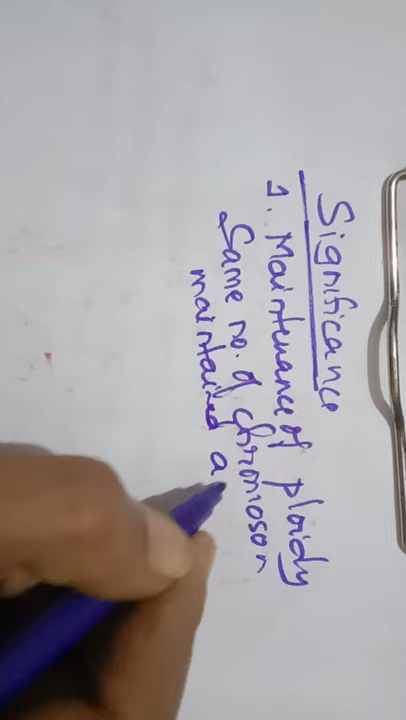 Significance
1. Maintenance of ploidy
Same no. of chromosom
maintained a